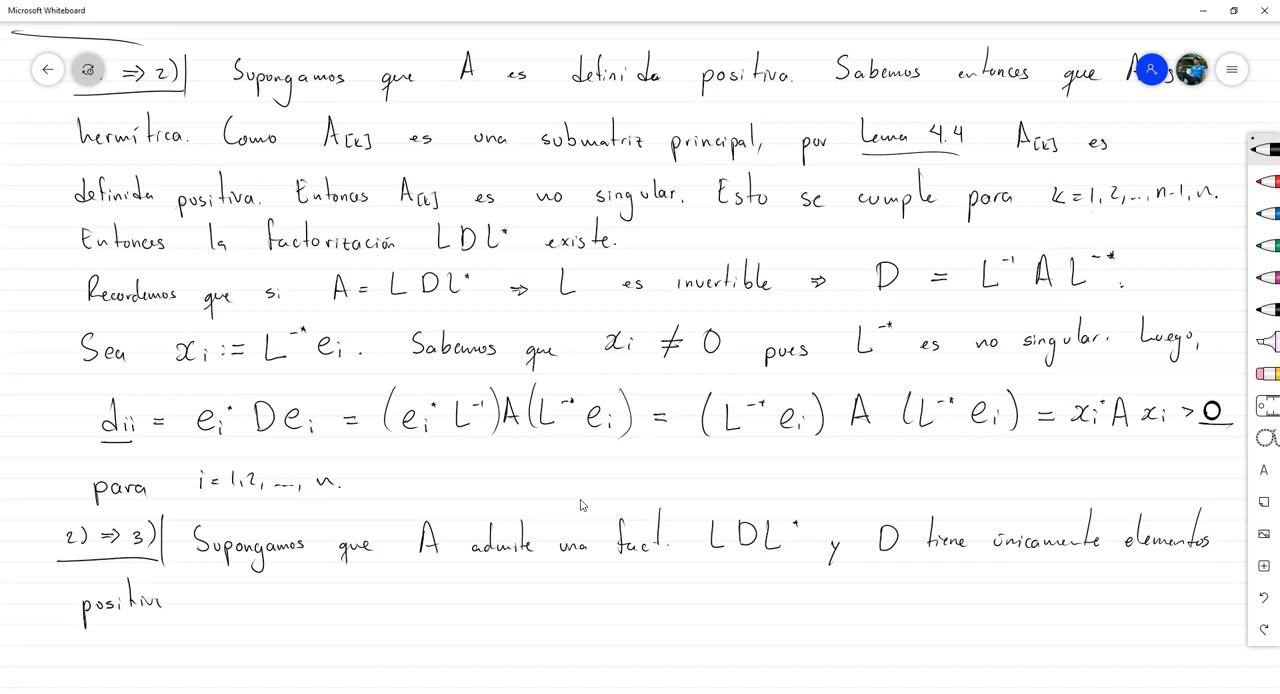 Microsoft Whiteboard
⇒ 2) Supongamos que A es definida positiva. Sabemos entonces que A
hermítica. Como A[k] es una submatriz principal, por Lema 4.4 A[k] es
definida positiva. Entonces A[k] es no singular. Esto se cumple para k=1,2,...,n-1,n.
Entonces la factorización LDL* existe.
Recordemos que si A = LDL* ⇒ L es invertible ⇒ D = L⁻¹ A L⁻*.
Sea xᵢ := L⁻* eᵢ. Sabemos que xᵢ ≠ 0 pues L⁻* es no singular. Luego,
dᵢᵢ = eᵢ* D eᵢ = (eᵢ* L⁻¹)A(L⁻* eᵢ) = (L⁻* eᵢ) A (L⁻* eᵢ) = xᵢ* A xᵢ > 0
para i = 1,2, ..., n.
2) ⇒ 3) Supongamos que A admite una fact. LDL* y D tiene únicamente elementos
positiv